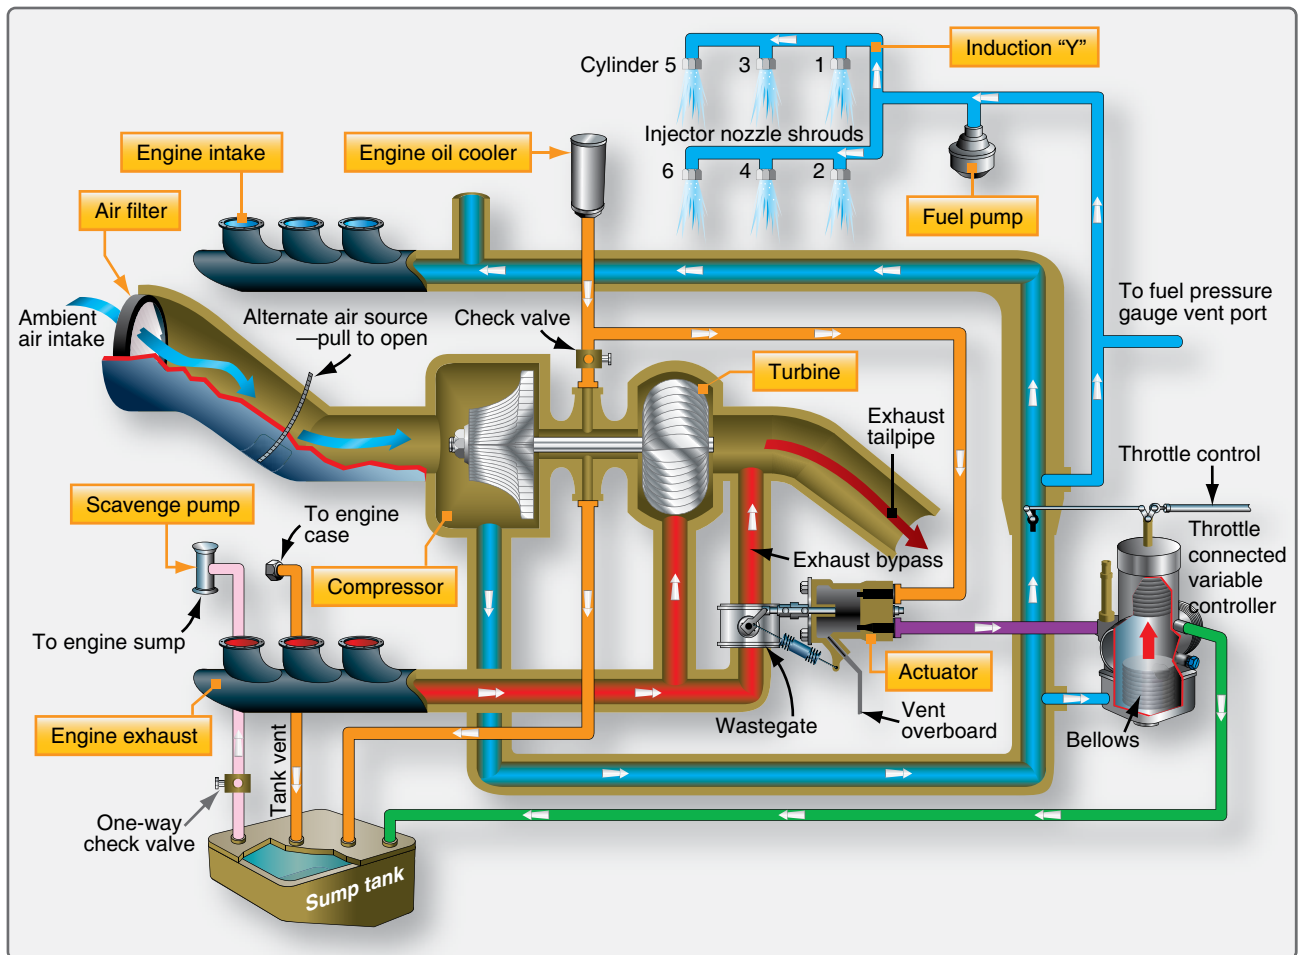 Induction “Y”
Cylinder 5
3
1
Injector nozzle shrouds
6
4
2
Engine intake
Engine oil cooler
Air filter
Fuel pump
Ambient
air intake
Alternate air source
—pull to open
Check valve
To fuel pressure
gauge vent port
Turbine
Exhaust
tailpipe
Throttle control
Scavenge pump
To engine
case
Throttle
connected
variable
controller
Compressor
Exhaust bypass
To engine sump
Actuator
Engine exhaust
Wastegate
Vent
overboard
Bellows
Tank vent
One-way
check valve
Sump tank